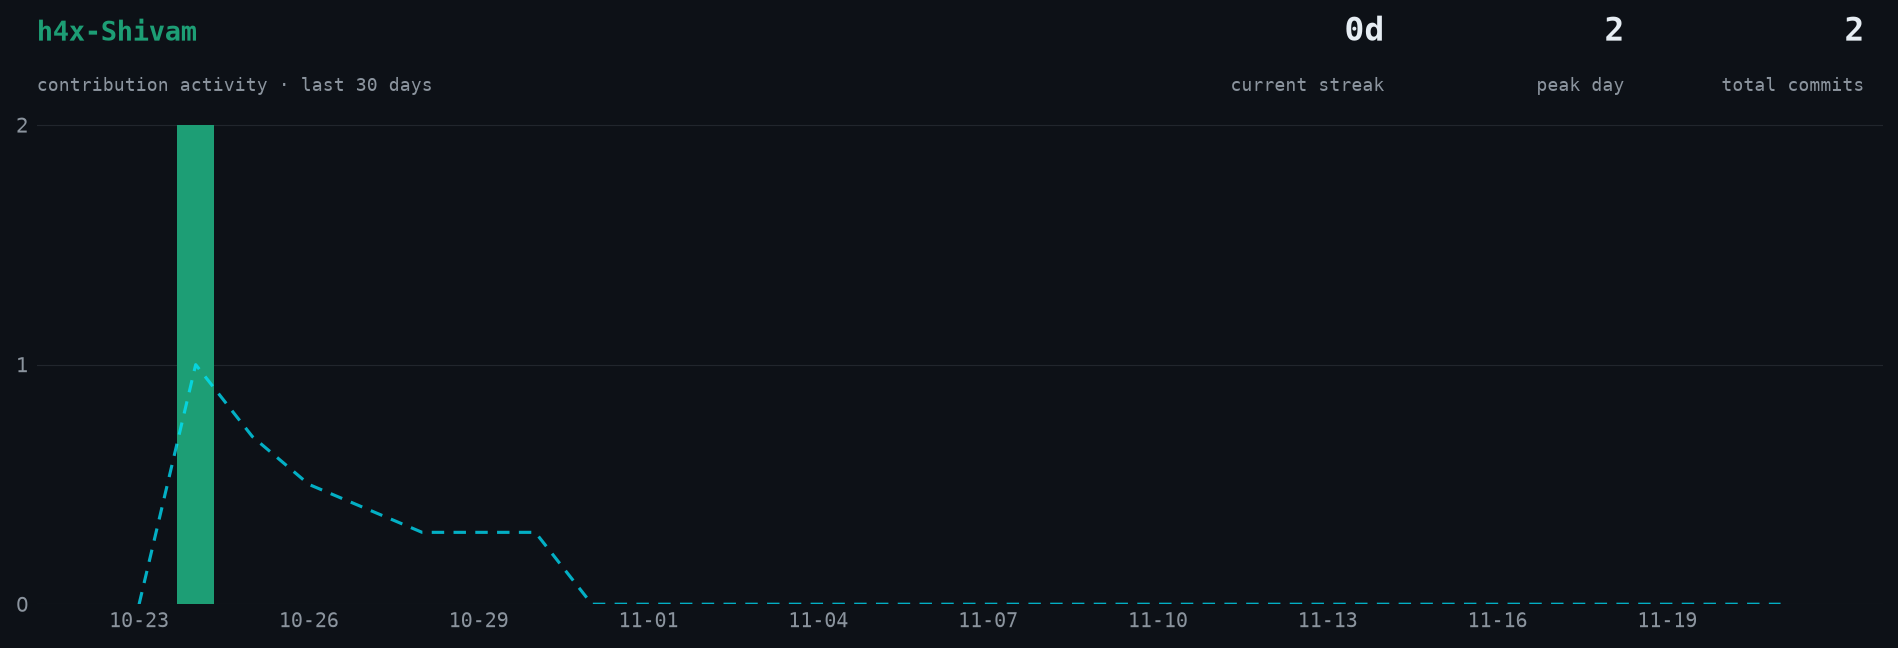 h4x-Shivam
0d
2
2
contribution activity · last 30 days
current streak
peak day
total commits
2
1
0
10-23
10-26
10-29
11-01
11-04
11-07
11-10
11-13
11-16
11-19